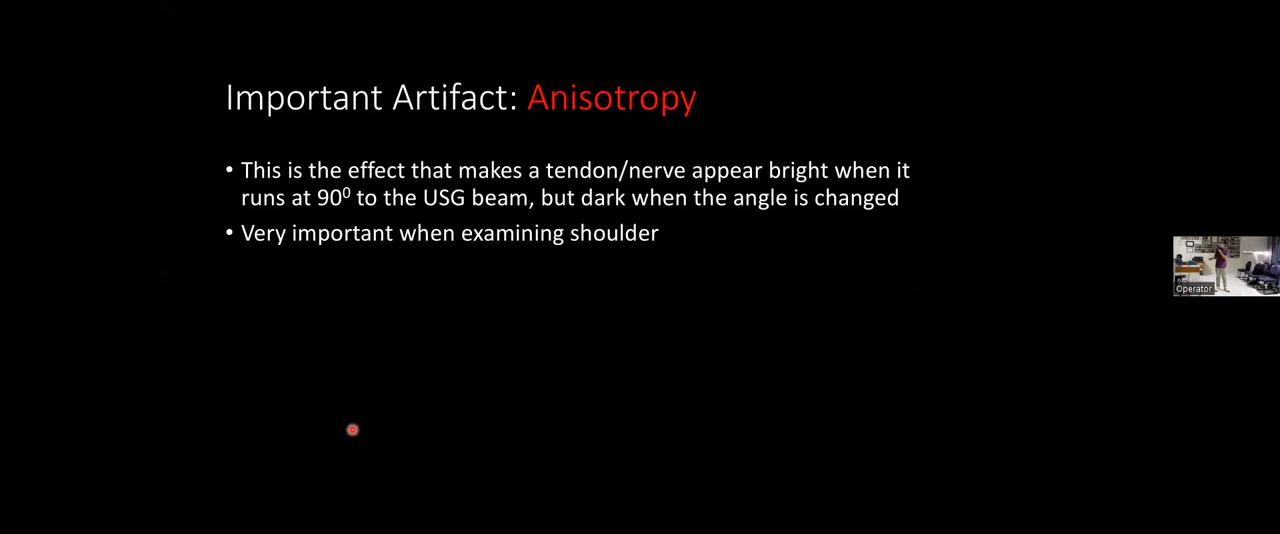 Important Artifact: Anisotropy
• This is the effect that makes a tendon/nerve appear bright when it
runs at 90⁰ to the USG beam, but dark when the angle is changed
• Very important when examining shoulder
Operator